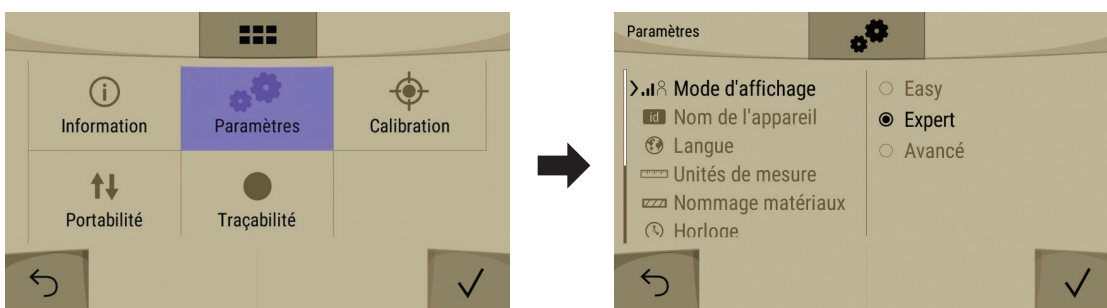 Information
Paramètres
Calibration
Portabilité
Traçabilité
Paramètres
Mode d'affichage
id Nom de l'appareil
Langue
Unités de mesure
Nommage matériaux
Horloge
Easy
Expert
Avancé